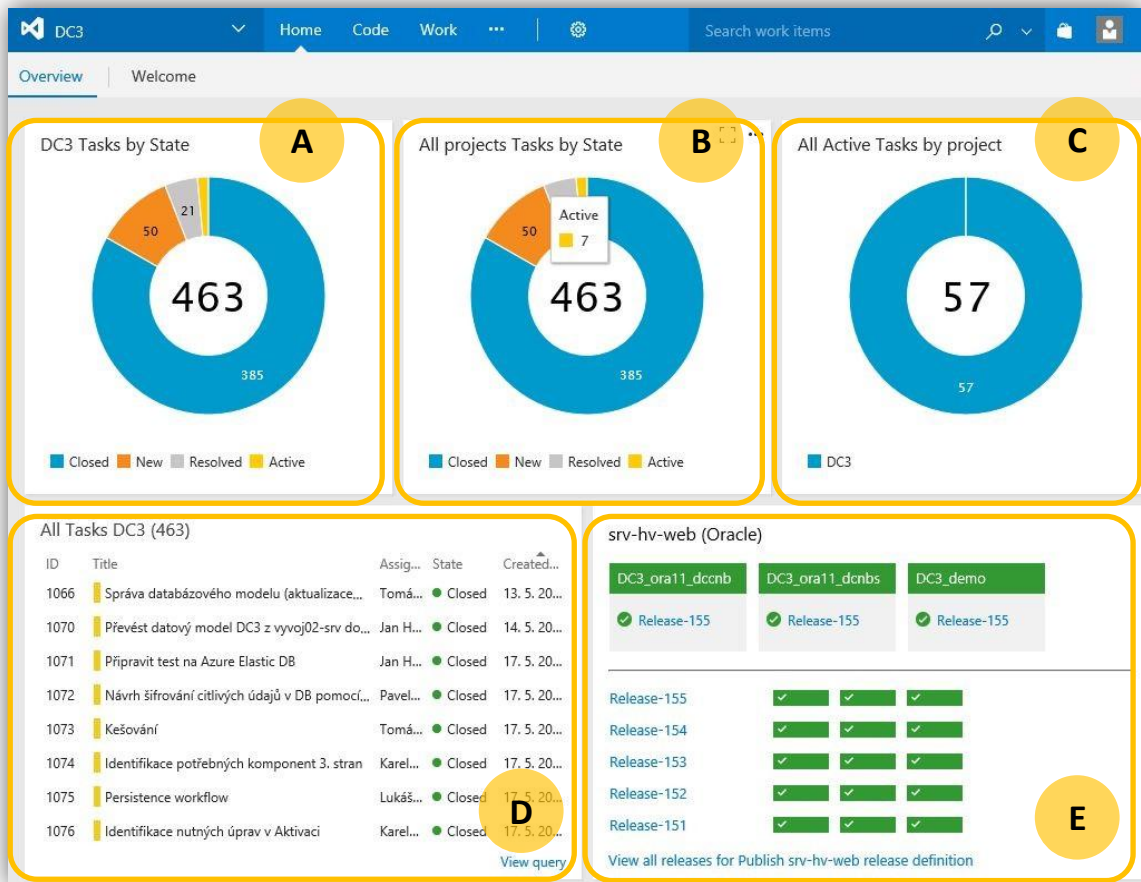 DC3 Home Code Work ••• Search work items
Overview Welcome
A
DC3 Tasks by State
50
21
463
385
Closed New Resolved Active
B
All projects Tasks by State
50
Active
7
463
385
Closed New Resolved Active
C
All Active Tasks by project
57
57
DC3
All Tasks DC3 (463)
ID Title Assig... State Created...
1066 Správa databázového modelu (aktualizace... Tomá... Closed 13. 5. 20...
1070 Převést datový model DC3 z vyvoj02-srv do... Jan H... Closed 14. 5. 20...
1071 Připravit test na Azure Elastic DB Jan H... Closed 17. 5. 20...
1072 Návrh šifrování citlivých údajů v DB pomocí... Pavel... Closed 17. 5. 20...
1073 Kešování Tomá... Closed 17. 5. 20...
1074 Identifikace potřebných komponent 3. stran Karel... Closed 17. 5. 20...
1075 Persistence workflow Lukáš... Closed 17. 5. 20...
1076 Identifikace nutných úprav v Aktivaci Karel... Closed 17. 5. 20...
D
View query
srv-hv-web (Oracle)
DC3_ora11_dccnb DC3_ora11_dcnbs DC3_demo
Release-155 Release-155 Release-155
Release-155
Release-154
Release-153
Release-152
Release-151
E
View all releases for Publish srv-hv-web release definition